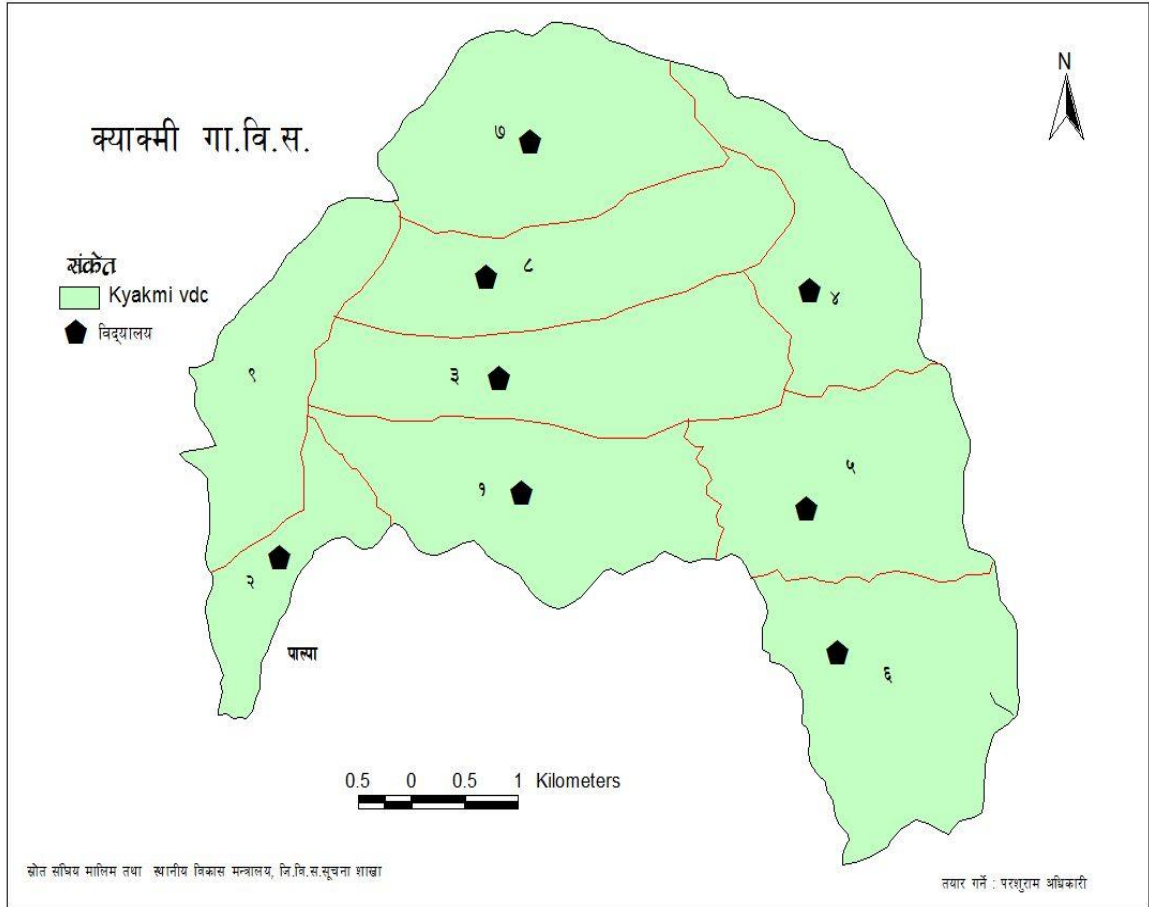 क्याक्मी गा.वि.स.
N
संकेत
Kyakmi vdc
विद्यालय
७
८
४
९
३
५
१
२
पाल्पा
६
0.5 0 0.5 1 Kilometers
स्रोत संघिय मालिम तथा स्थानीय विकास मन्त्रालय, जि.वि.स.सूचना शाखा
तयार गर्ने : परशुराम अधिकारी